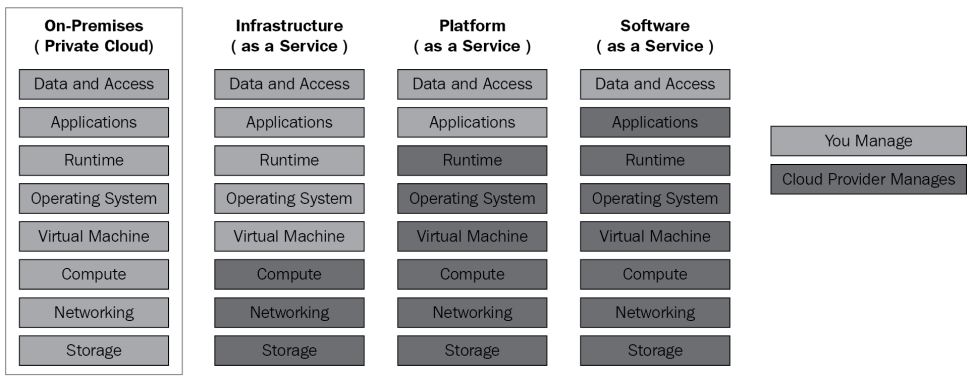 On-Premises
( Private Cloud)
Data and Access
Applications
Runtime
Operating System
Virtual Machine
Compute
Networking
Storage
Infrastructure
( as a Service )
Data and Access
Applications
Runtime
Operating System
Virtual Machine
Compute
Networking
Storage
Platform
( as a Service )
Data and Access
Applications
Runtime
Operating System
Virtual Machine
Compute
Networking
Storage
Software
( as a Service )
Data and Access
Applications
Runtime
Operating System
Virtual Machine
Compute
Networking
Storage
You Manage
Cloud Provider Manages